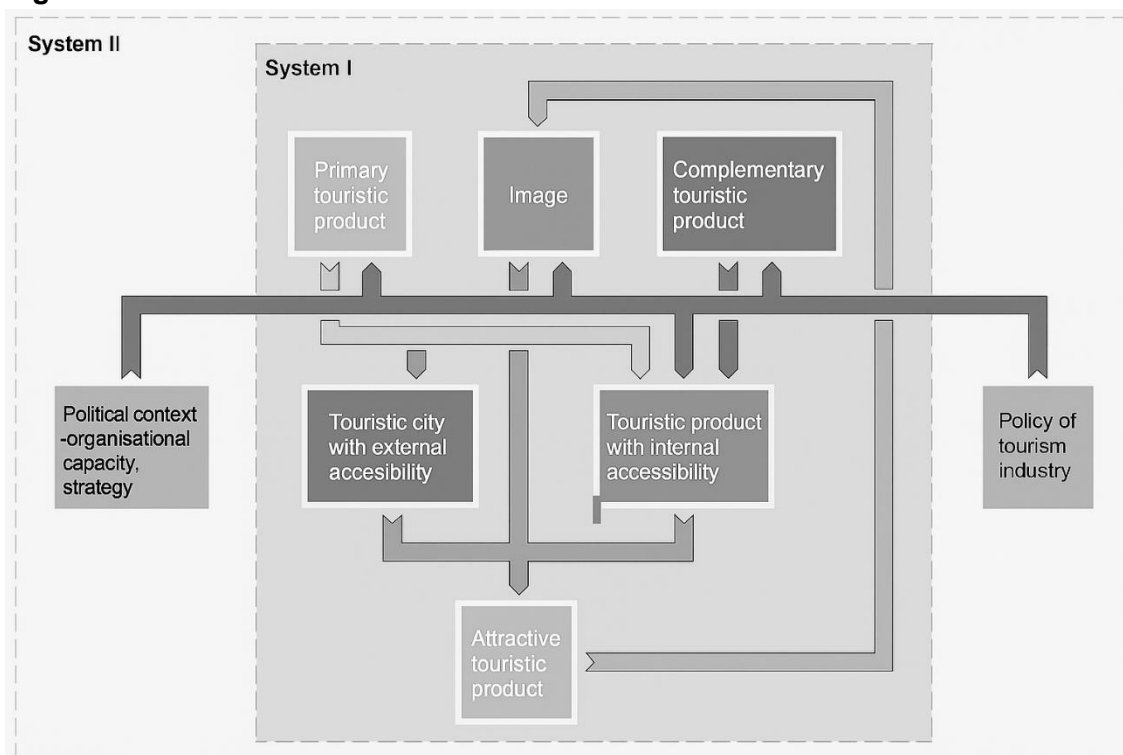 System II
System I
Primary
touristic
product
Image
Complementary
touristic
product
Political context
-organisational
capacity,
strategy
Touristic city
with external
accesibility
Touristic product
with internal
accessibility
Policy of
tourism
industry
Attractive
touristic
product